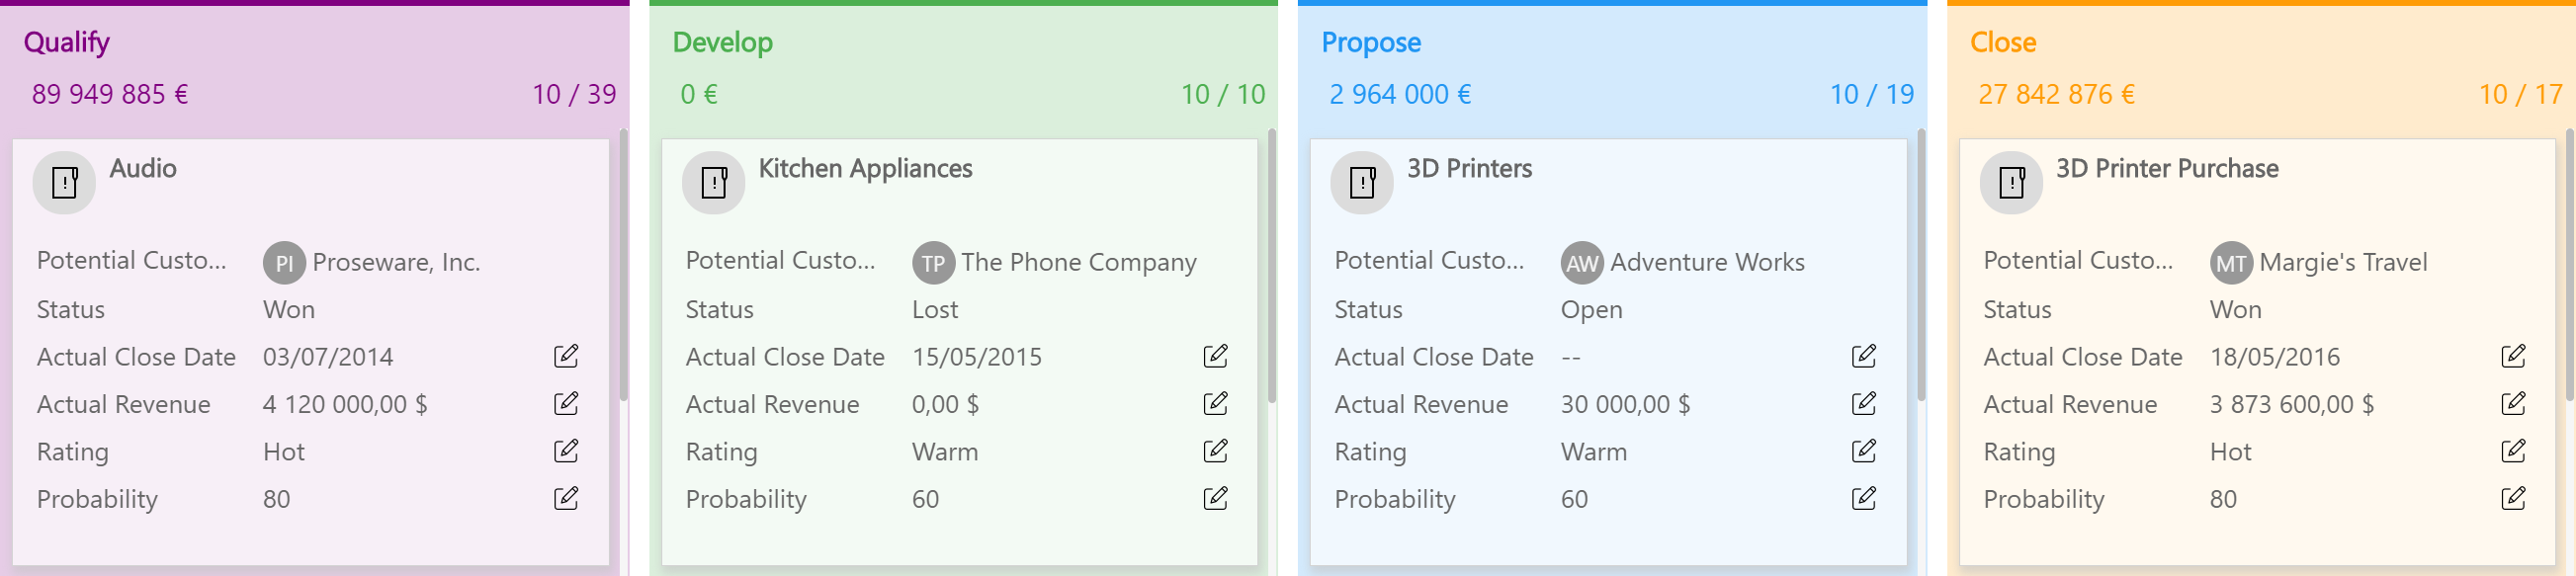 Qualify
89 949 885 €
10 / 39
Audio
Potential Custo...
PI Proseware, Inc.
Status
Won
Actual Close Date
03/07/2014
Actual Revenue
4 120 000,00 $
Rating
Hot
Probability
80
Develop
0 €
10 / 10
Kitchen Appliances
Potential Custo...
TP The Phone Company
Status
Lost
Actual Close Date
15/05/2015
Actual Revenue
0,00 $
Rating
Warm
Probability
60
Propose
2 964 000 €
10 / 19
3D Printers
Potential Custo...
AW Adventure Works
Status
Open
Actual Close Date
--
Actual Revenue
30 000,00 $
Rating
Warm
Probability
60
Close
27 842 876 €
10 / 17
3D Printer Purchase
Potential Custo...
MT Margie's Travel
Status
Won
Actual Close Date
18/05/2016
Actual Revenue
3 873 600,00 $
Rating
Hot
Probability
80